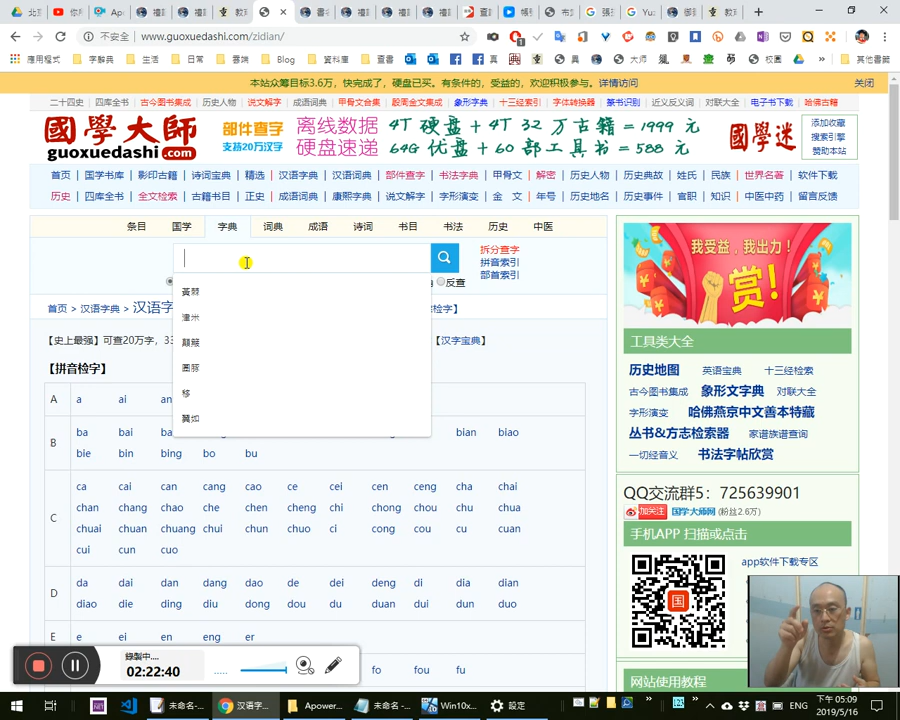 不安全 | www.guoxuedashi.com/zidian/
應用程式 字辭典 生活 日常 雲端 Blog 資料庫 查書
本站众筹目标3.6万，快完成了，硬盘已买。有条件的，受益的，欢迎积极参与。详情访问 关闭
二十四史 | 四库全书 | 古今图书集成 | 历史人物 | 说文解字 | 成语词典 | 甲骨文合集 | 殷周金文集成 | 象形字典 | 十三经索引 | 字体转换器 | 篆书识别 | 近义反义词 | 对联大全 | 电子书下载 | 哈佛古籍
國學大師
guoxuedashi.com
部件查字
支持20万汉字
离线数据 4T 硬盘＋4T 32 万古籍＝1999 元
硬盘速递 64G 优盘＋60 部工具书＝588 元
國學迷
添加收藏
搜索引擎
赞助本站
首页 | 国学书库 | 影印古籍 | 诗词宝典 | 精选 | 汉语字典 | 汉语词典 | 部件查字 | 书法字典 | 甲骨文 | 解密 | 历史人物 | 历史典故 | 姓氏 | 民族 | 世界名著 | 软件下载
历史 | 四库全书 | 全文检索 | 古籍书目 | 正史 | 成语词典 | 康熙字典 | 说文解字 | 字形演变 | 金 文 | 年号 | 历史地名 | 历史事件 | 官职 | 知识 | 中医中药 | 留言反馈
条目 国学 字典 词典 成语 诗词 书目 书法 历史 中医
拆分查字
拼音索引
部首索引
反查
首页 > 汉语字典 > 汉语字
移
【史上最强】可查20万字，33
【汉字宝典】
【拼音检字】
A a ai an
B ba bai ba bian biao
bie bin bing bo bu
C ca cai can cang cao ce cei cen ceng cha chai
chan chang chao che chen cheng chi chong chou chu chua
chuai chuan chuang chui chun chuo ci cong cou cu cuan
cui cun cuo
D da dai dan dang dao de dei deng di dia dian
diao die ding diu dong dou du duan dui dun duo
E e ei en eng er
fo fou fu
我受益，我出力！
赏！
工具类大全
历史地图 英语宝典 十三经检索
古今图书集成 象形文字典 对联大全
字形演变 哈佛燕京中文善本特藏
丛书&方志检索器 家谱族谱查询
一切经音义 书法字帖欣赏
QQ交流群5：725639901
加关注 国学大师网 (粉丝2.6万)
手机APP 扫描或点击
国
app软件下载专区
网站使用教程
錄製中....
02:22:40
汉语字... Apower... 未命名 -... Win10x... 設定
ENG
下午 05:09
2019/5/16